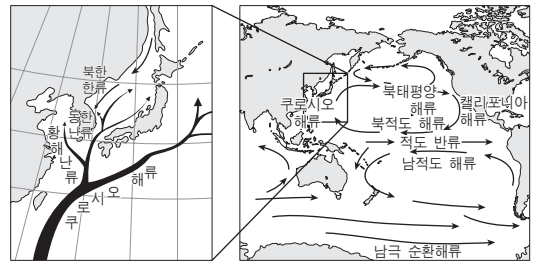 북한
한류
동한
난류
황해난류
쿠로시오 해류
쿠로시오
해류
북태평양
해류
캘리포니아
해류
북적도 해류
적도 반류
남적도 해류
남극 순환해류